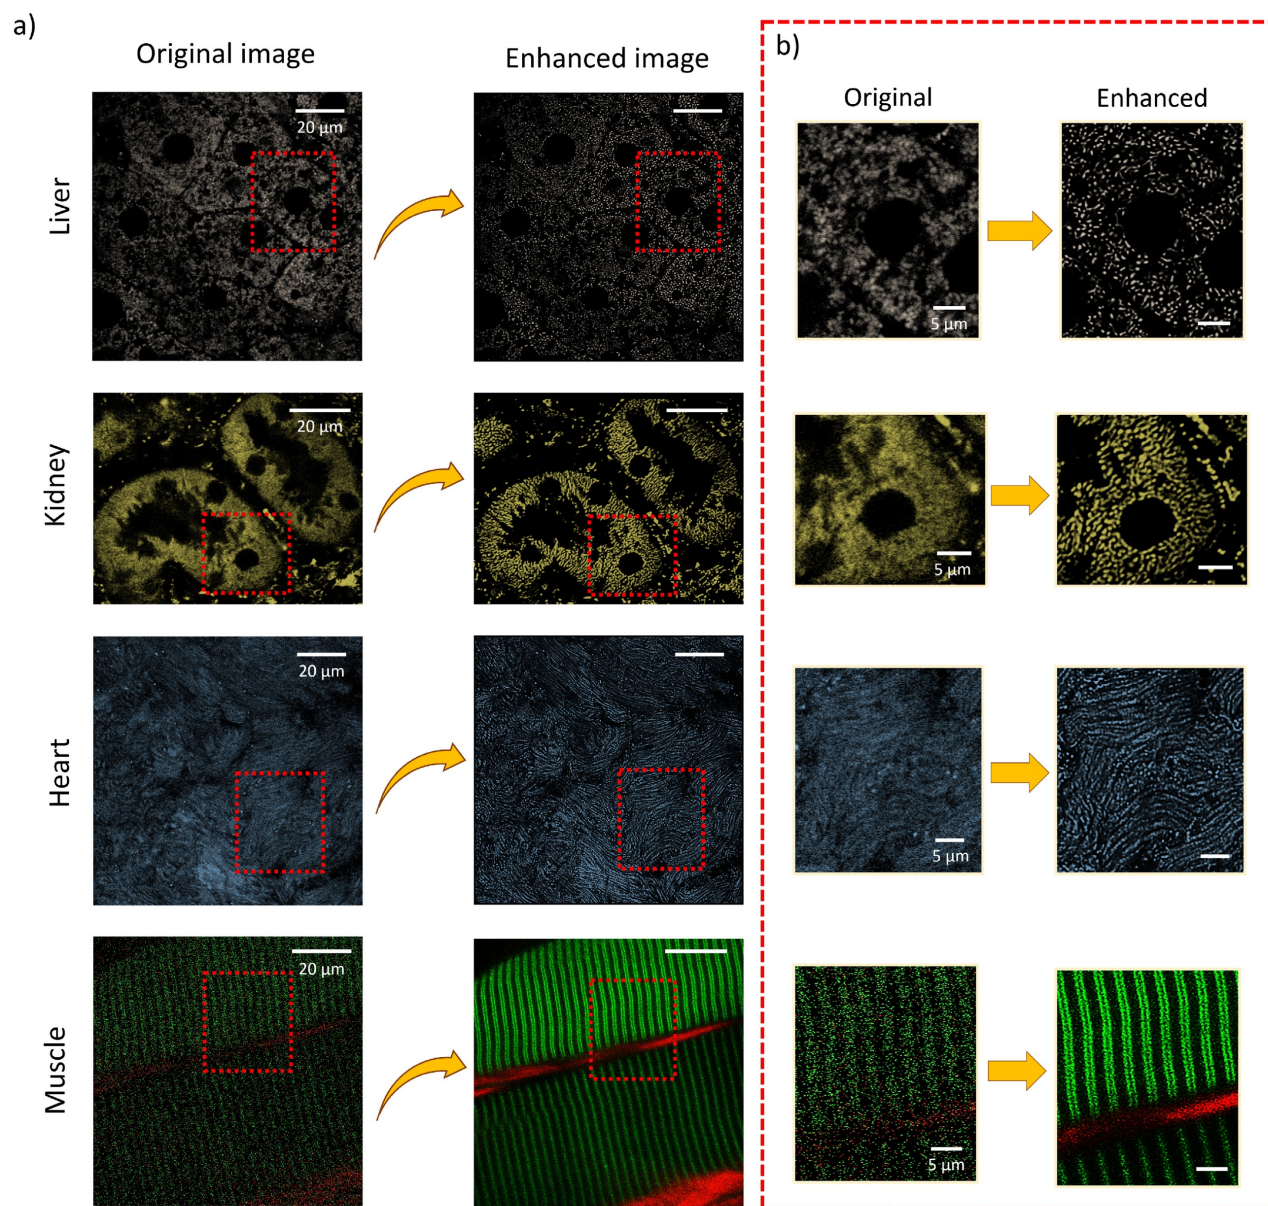 a)
Original image
Enhanced image
Liver
20 µm
Kidney
20 µm
Heart
20 µm
Muscle
20 µm
b)
Original
Enhanced
5 µm
5 µm
5 µm
5 µm